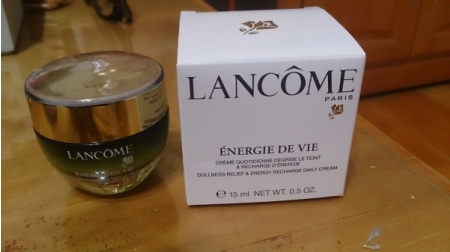 LANCÔME
PARIS
ÉNERGIE DE VIE
CRÈME QUOTIDIENNE DÉGRISE LE TEINT
& RECHARGE D'ÉNERGIE
DULLNESS RELIEF & ENERGY RECHARGE DAILY CREAM
℮ 15 ml NET WT. 0.5 OZ.
LANCÔME